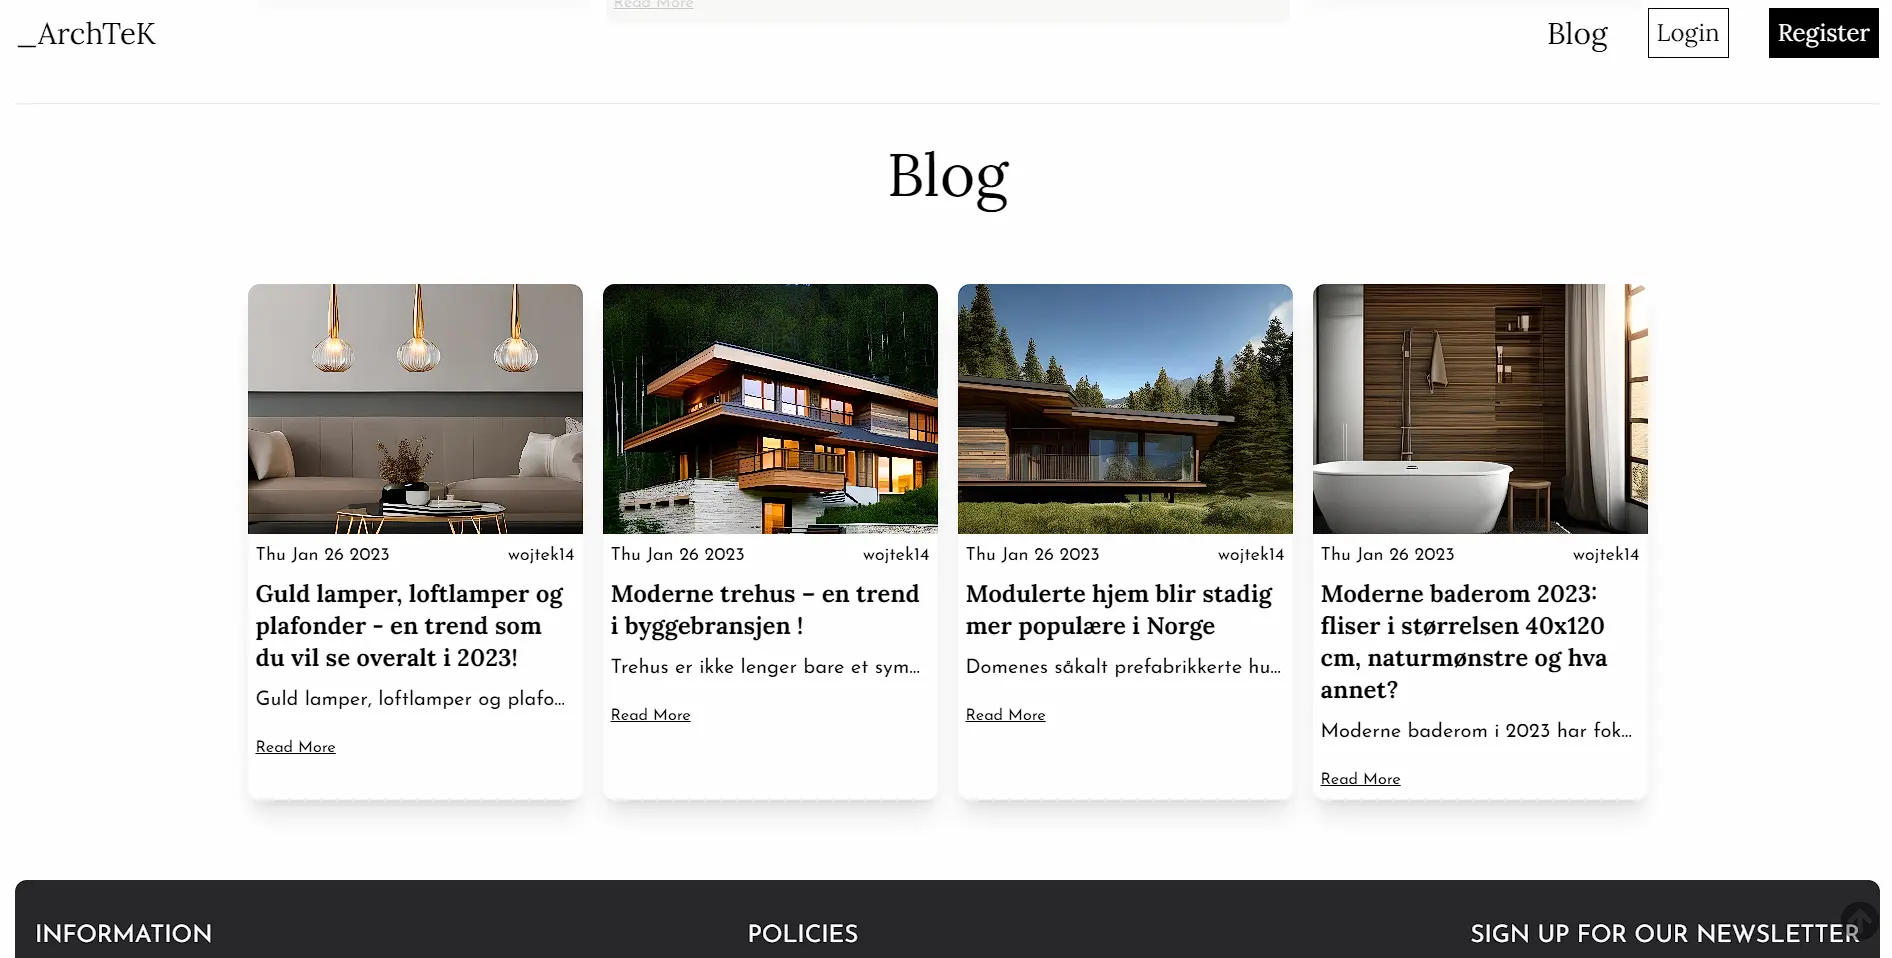 Read More
_ArchTeK
Blog
Login
Register
Blog
Thu Jan 26 2023
wojtek14
Guld lamper, loftlamper og
plafonder - en trend som
du vil se overalt i 2023!
Guld lamper, loftlamper og plafo...
Read More
Thu Jan 26 2023
wojtek14
Moderne trehus – en trend
i byggebransjen !
Trehus er ikke lenger bare et sym...
Read More
Thu Jan 26 2023
wojtek14
Modulerte hjem blir stadig
mer populære i Norge
Domenes såkalt prefabrikkerte hu...
Read More
Thu Jan 26 2023
wojtek14
Moderne baderom 2023:
fliser i størrelsen 40x120
cm, naturmønstre og hva
annet?
Moderne baderom i 2023 har fok...
Read More
INFORMATION
POLICIES
SIGN UP FOR OUR NEWSLETTER